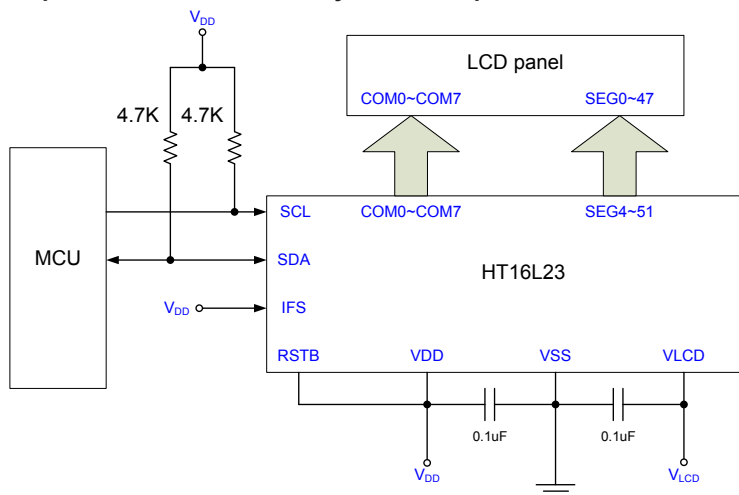 VDD
LCD panel
COM0~COM7 SEG0~47
4.7K 4.7K
SCL COM0~COM7 SEG4~51
MCU
SDA
HT16L23
VDD IFS
RSTB VDD VSS VLCD
0.1uF 0.1uF
VDD VLCD